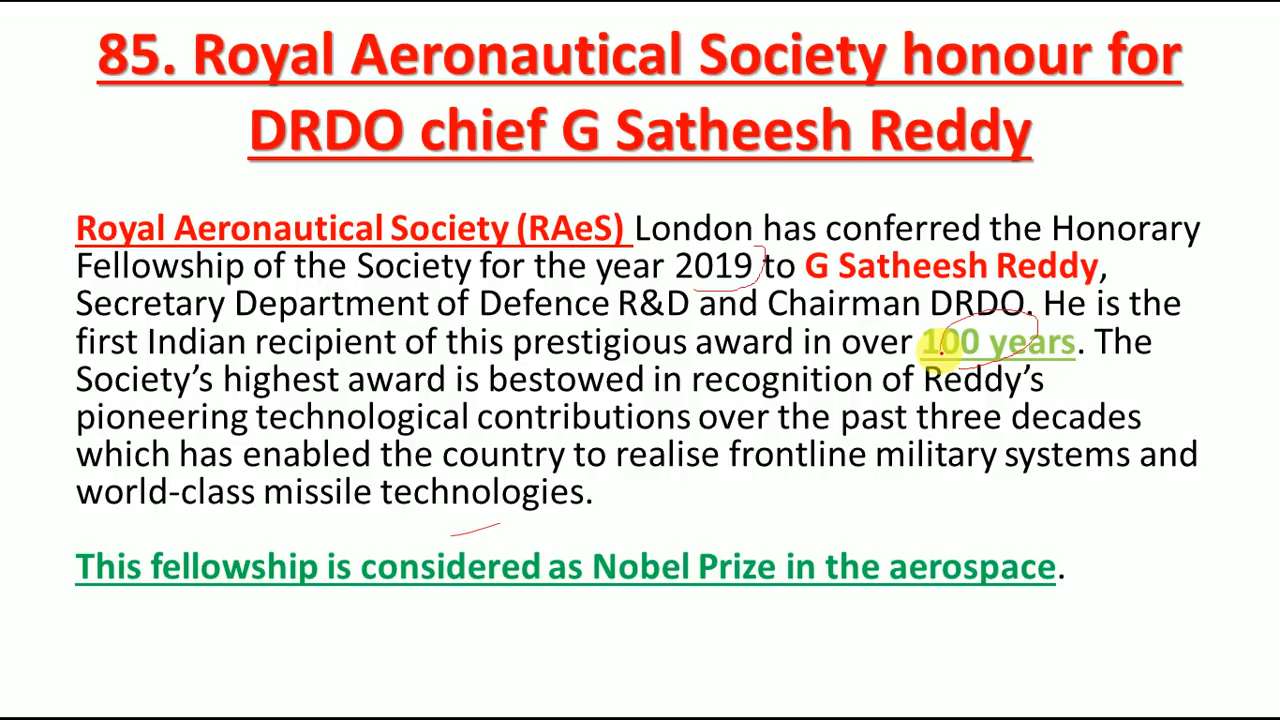 85. Royal Aeronautical Society honour for
DRDO chief G Satheesh Reddy
Royal Aeronautical Society (RAeS) London has conferred the Honorary
Fellowship of the Society for the year 2019 to G Satheesh Reddy,
Secretary Department of Defence R&D and Chairman DRDO. He is the
first Indian recipient of this prestigious award in over 100 years. The
Society's highest award is bestowed in recognition of Reddy's
pioneering technological contributions over the past three decades
which has enabled the country to realise frontline military systems and
world-class missile technologies.
This fellowship is considered as Nobel Prize in the aerospace.